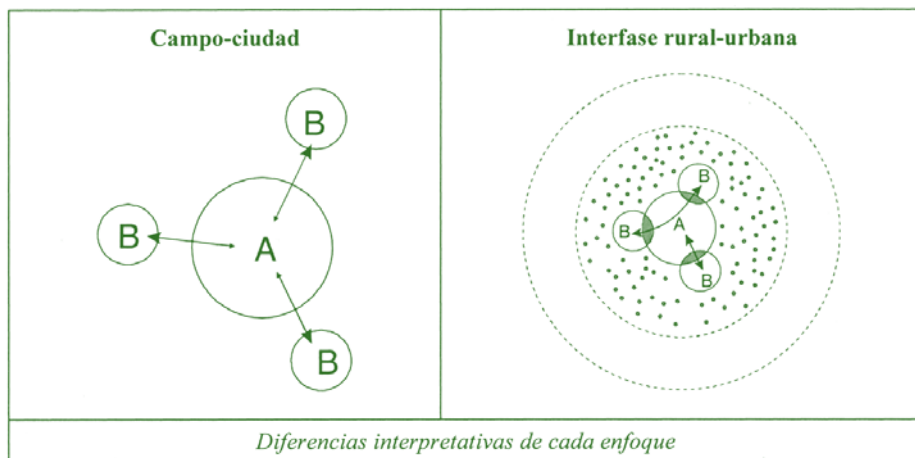 Campo-ciudad
B
B
A
B
Interfase rural-urbana
B
B
A
B
Diferencias interpretativas de cada enfoque